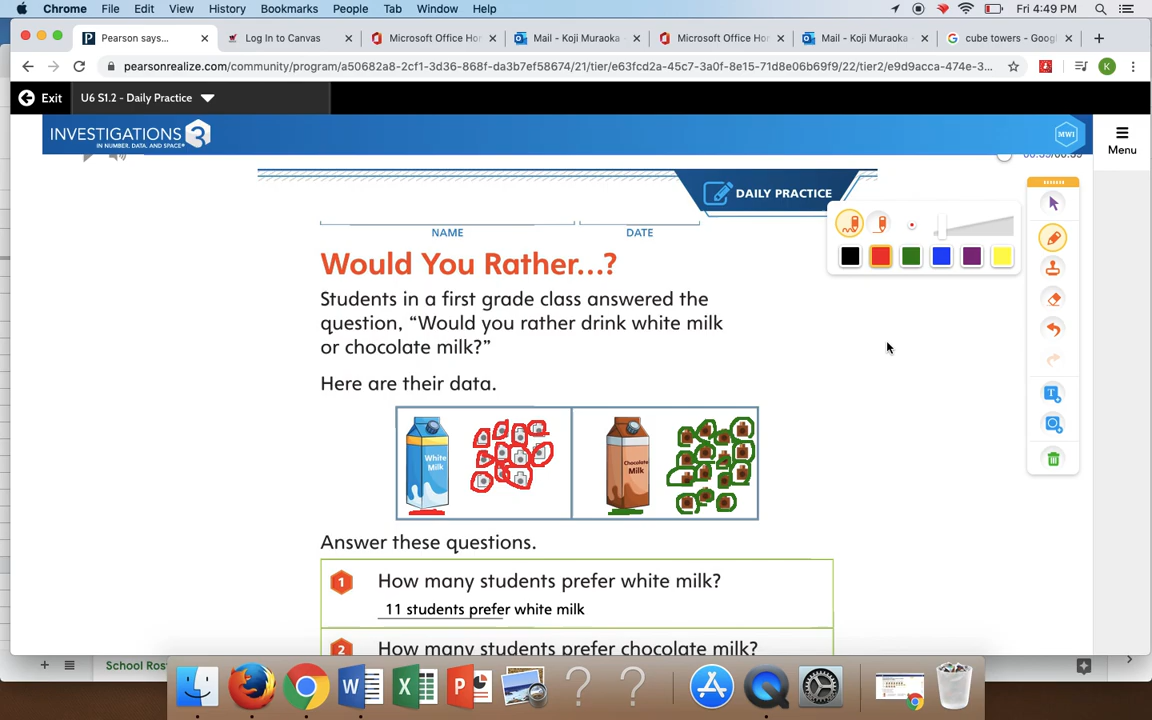 Chrome File Edit View History Bookmarks People Tab Window Help Fri 4:49 PM
Pearson says... Log In to Canvas Microsoft Office Hor Mail - Koji Muraoka Microsoft Office Hor Mail - Koji Muraoka cube towers - Goog
pearsonrealize.com/community/program/a50682a8-2cf1-3d36-868f-da3b7ef58674/21/tier/e63fcd2a-45c7-3a0f-8e15-71d8e06b69f9/22/tier2/e9d9acca-474e-3... K
Exit U6 S1.2 - Daily Practice
INVESTIGATIONS 3
IN NUMBER, DATA, AND SPACE®
MWI
Menu
DAILY PRACTICE
NAME DATE
Would You Rather...?
Students in a first grade class answered the
question, “Would you rather drink white milk
or chocolate milk?”
Here are their data.
White
Milk
Chocolate
Milk
Answer these questions.
1 How many students prefer white milk?
11 students prefer white milk
2 How many students prefer chocolate milk?
School Ros